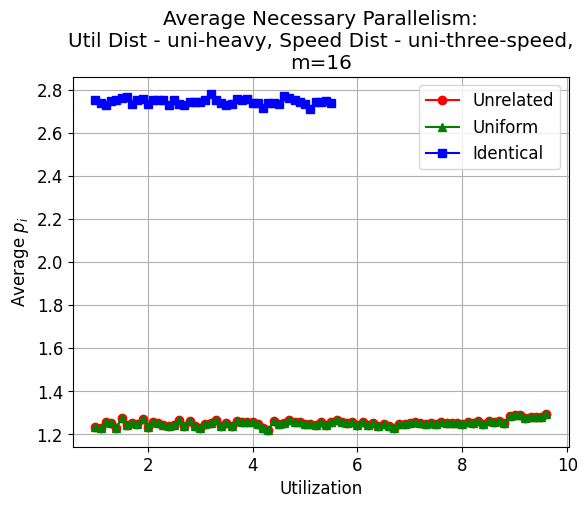 Average Necessary Parallelism:
Util Dist - uni-heavy, Speed Dist - uni-three-speed,
m=16
2.8
2.6
2.4
2.2
2.0
1.8
1.6
1.4
1.2
Average pᵢ
Unrelated
Uniform
Identical
2 4 6 8 10
Utilization